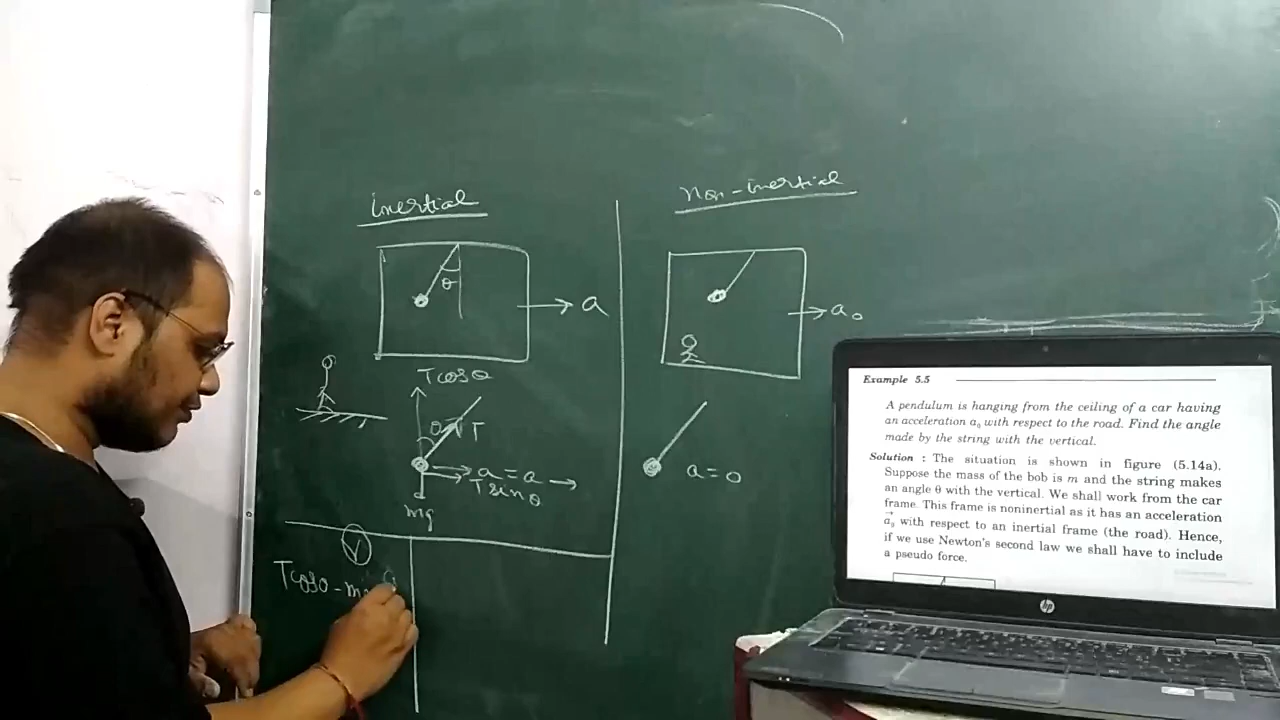 inertial
Non-inertial
θ
a
a₀
Tcosθ
θ T
a = a
Tsinθ
mg
a = 0
V
Tcosθ - m
Example 5.5
A pendulum is hanging from the ceiling of a car having
an acceleration a₀ with respect to the road. Find the angle
made by the string with the vertical.
Solution : The situation is shown in figure (5.14a).
Suppose the mass of the bob is m and the string makes
an angle θ with the vertical. We shall work from the car
frame. This frame is noninertial as it has an acceleration
a⃗₀ with respect to an inertial frame (the road). Hence,
if we use Newton's second law we shall have to include
a pseudo force.
hp